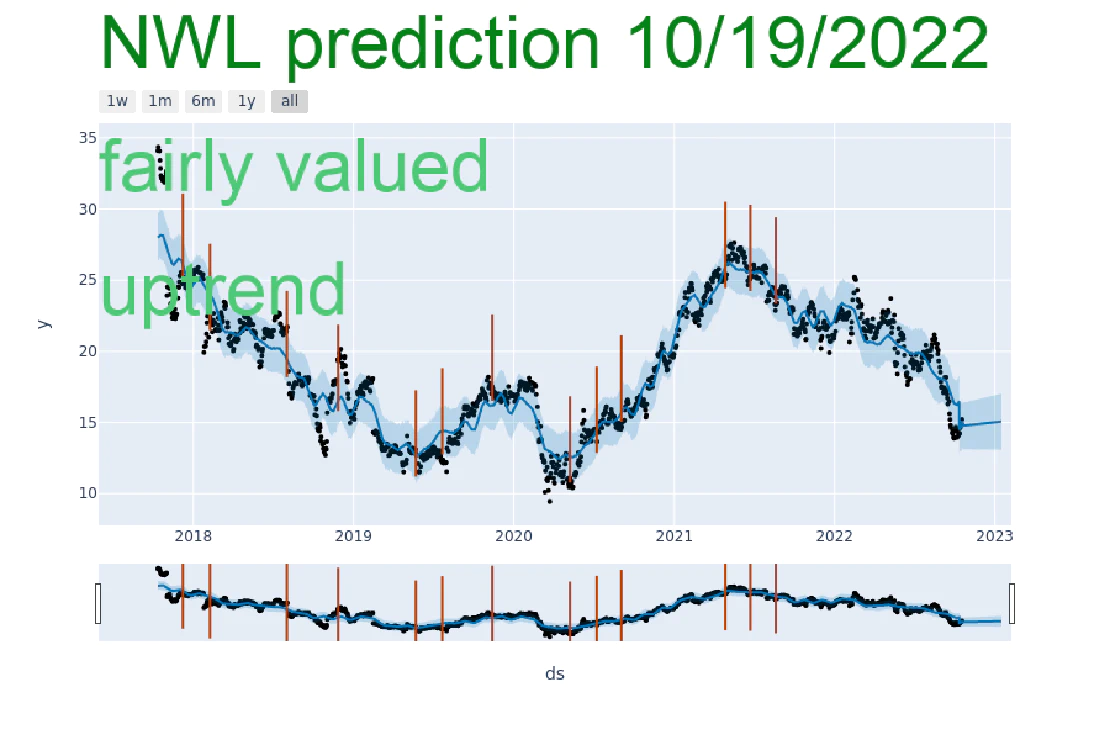 NWL prediction 10/19/2022
1w 1m 6m 1y all
35
fairly valued
30
25
uptrend
y
20
15
10
2018 2019 2020 2021 2022 2023
ds